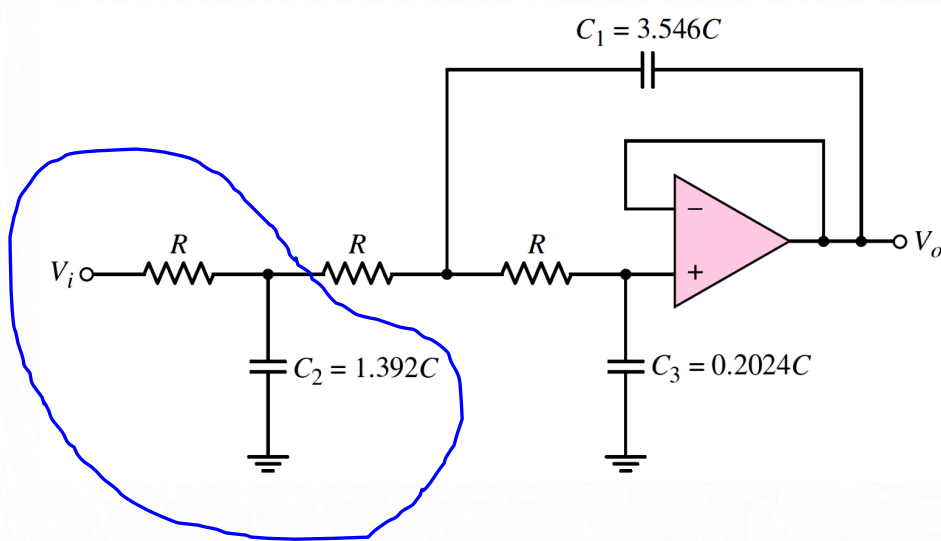 C₁ = 3.546C
R
R
R
Vᵢ
−
+
Vₒ
C₂ = 1.392C
C₃ = 0.2024C